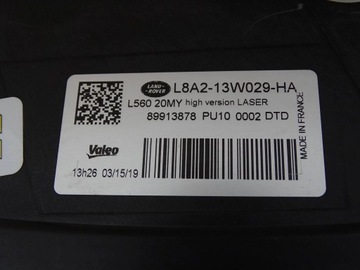 LAND-
ROVER
L8A2-13W029-HA
L560 20MY high version LASER
89913878 PU10 0002 DTD
Valeo
13h26 03/15/19
MADE IN FRANCE